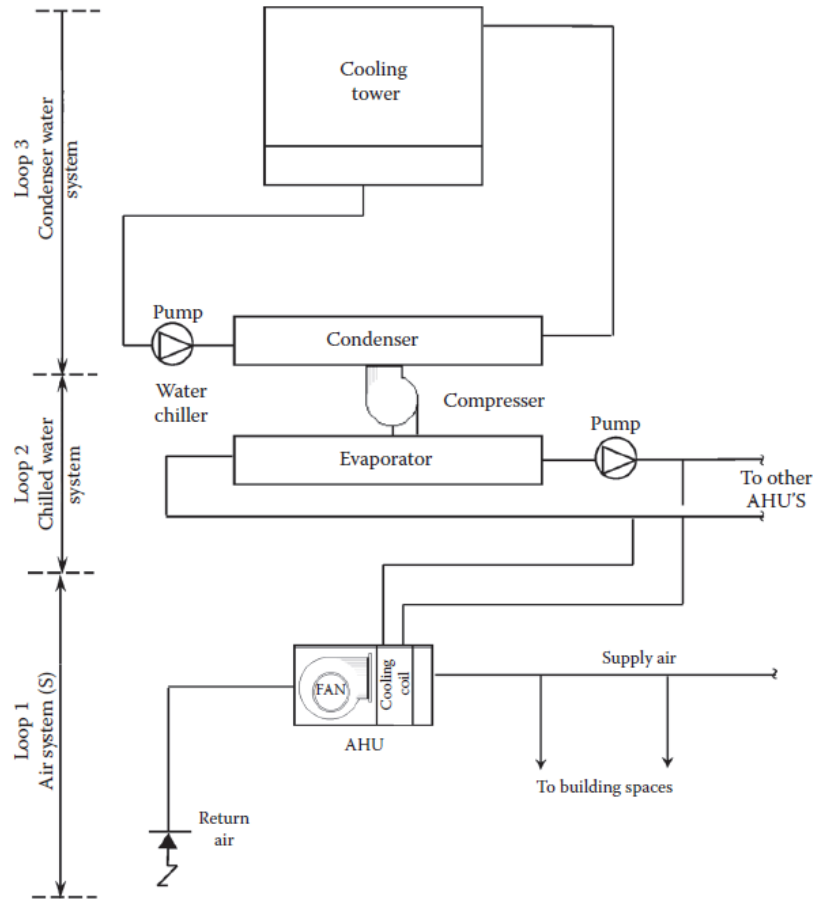 Cooling
tower
Loop 3
Condenser water
system
Pump
Condenser
Water
chiller
Compresser
Pump
Loop 2
Chilled water
system
Evaporator
To other
AHU'S
Loop 1
Air system (S)
FAN
Cooling
coil
AHU
Supply air
To building spaces
Return
air